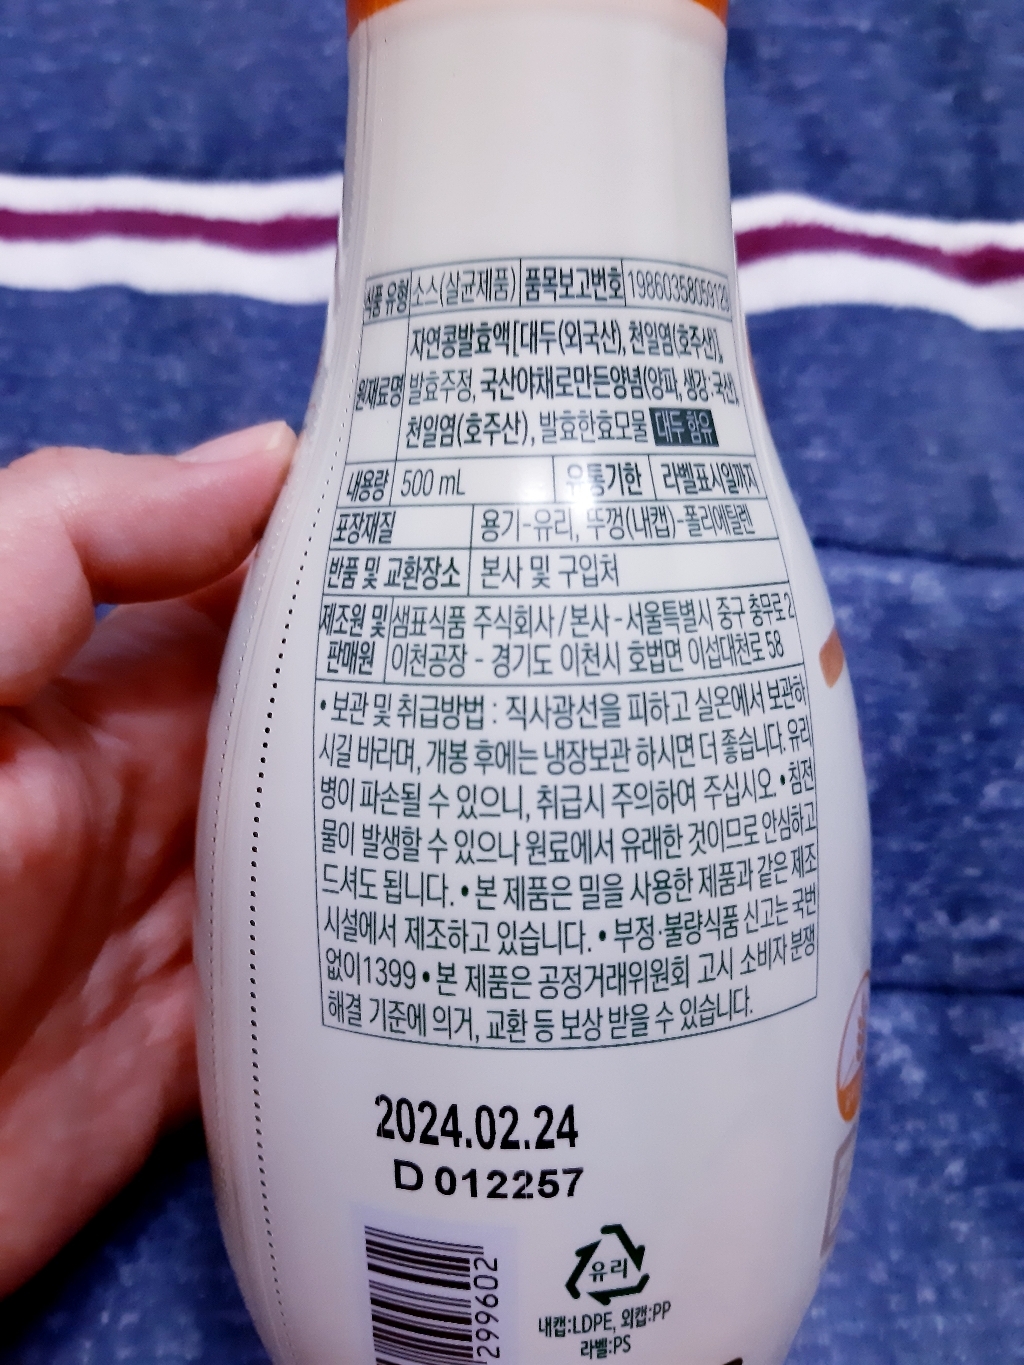 식품 유형 소스(살균제품) 품목보고번호
자연콩발효액[대두(외국산), 천일염(호주산)],
원재료명 발효주정, 국산야채로만든양념(양파, 생강:국산),
천일염(호주산), 발효한효모물 대두 함유
내용량 500 mL 유통기한 라벨표시일까지
포장재질 용기-유리, 뚜껑(내캡)-폴리에틸렌
반품 및 교환장소 본사 및 구입처
제조원 및 샘표식품 주식회사/본사-서울특별시 중구 충무로2
판매원 이천공장 - 경기도 이천시 호법면 이섭대천로 58
• 보관 및 취급방법 : 직사광선을 피하고 실온에서 보관하
시길 바라며, 개봉 후에는 냉장보관 하시면 더 좋습니다. 유리
병이 파손될 수 있으니, 취급시 주의하여 주십시오. • 침전
물이 발생할 수 있으나 원료에서 유래한 것이므로 안심하고
드셔도 됩니다. • 본 제품은 밀을 사용한 제품과 같은 제조
시설에서 제조하고 있습니다. • 부정·불량식품 신고는 국번
없이1399 • 본 제품은 공정거래위원회 고시 소비자 분쟁
해결 기준에 의거, 교환 등 보상 받을 수 있습니다.
2024.02.24
D 012257
299602
유리
내캡:LDPE, 외캡:PP
라벨:PS